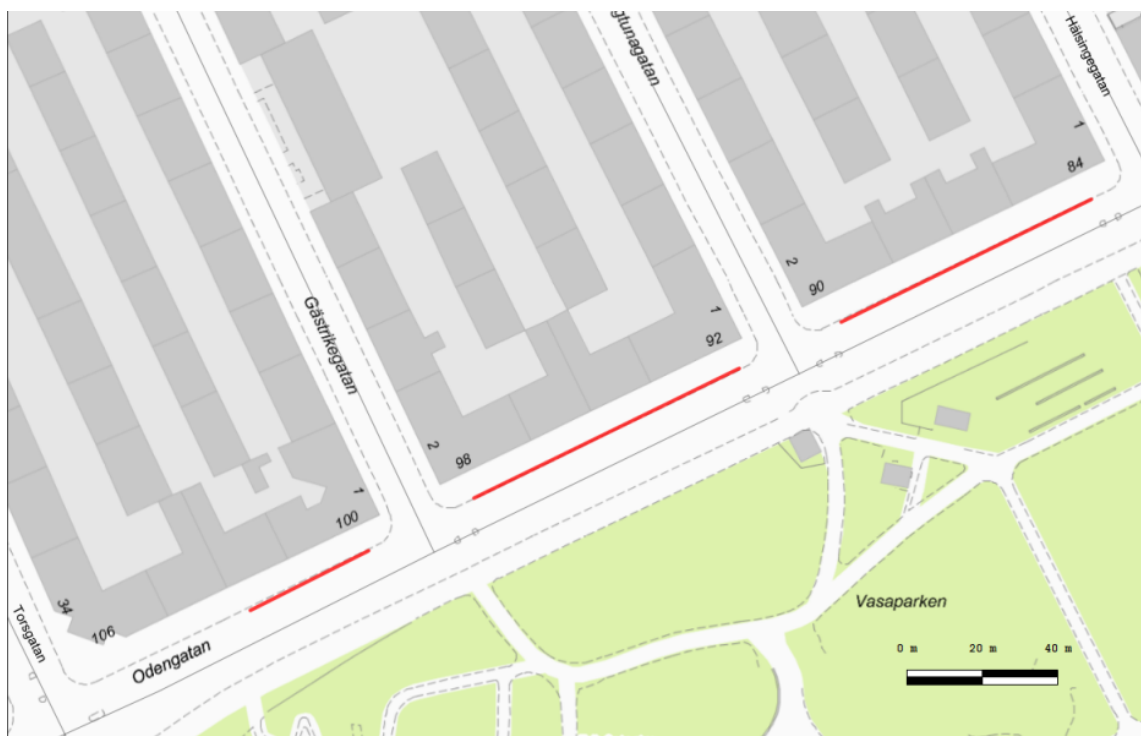 Hälsingegatan
1
84
2
90
Gästrikegatan
1
92
2
98
1
100
34
106
Torsgatan
Odengatan
Vasaparken
0 m 20 m 40 m